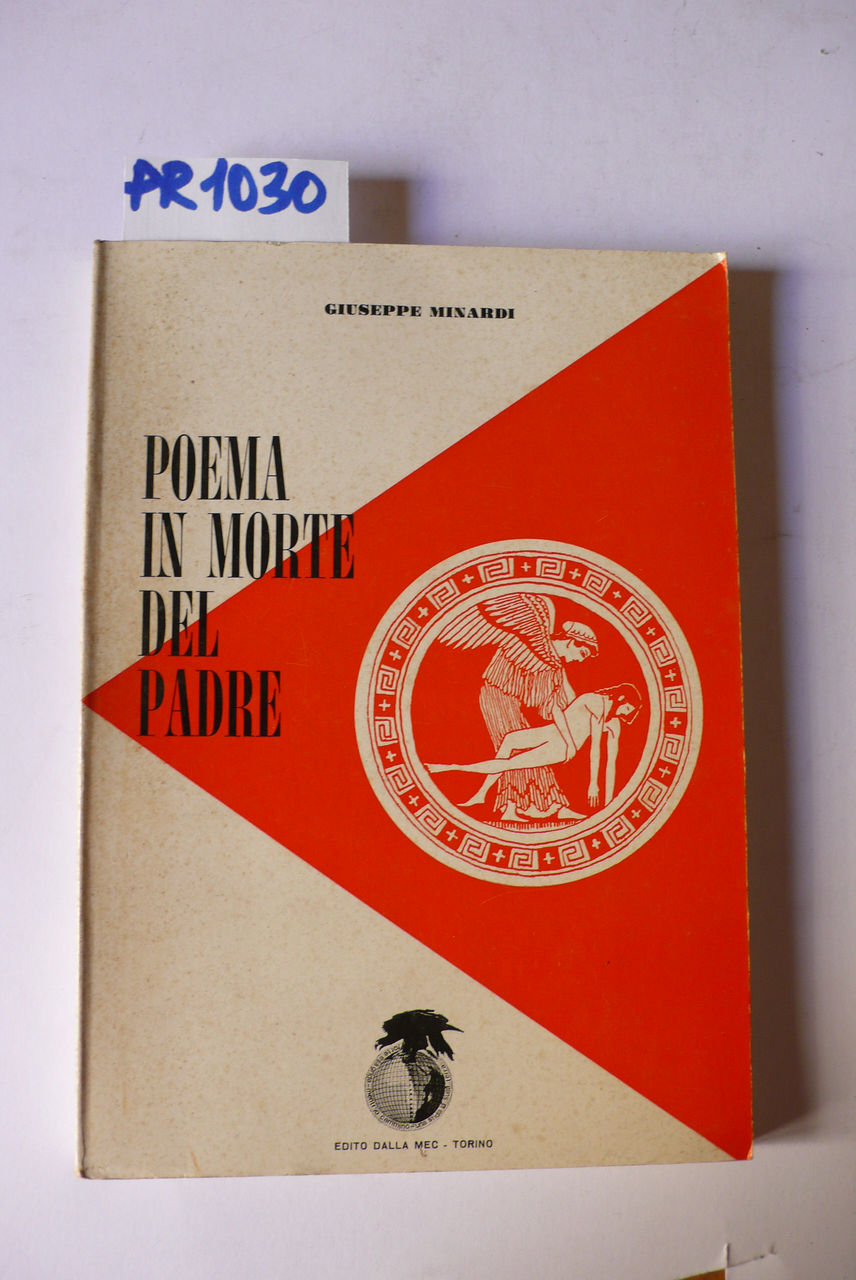 PR1030
GIUSEPPE MINARDI
POEMA
IN MORTE
DEL
PADRE
EDITO DALLA MEC - TORINO